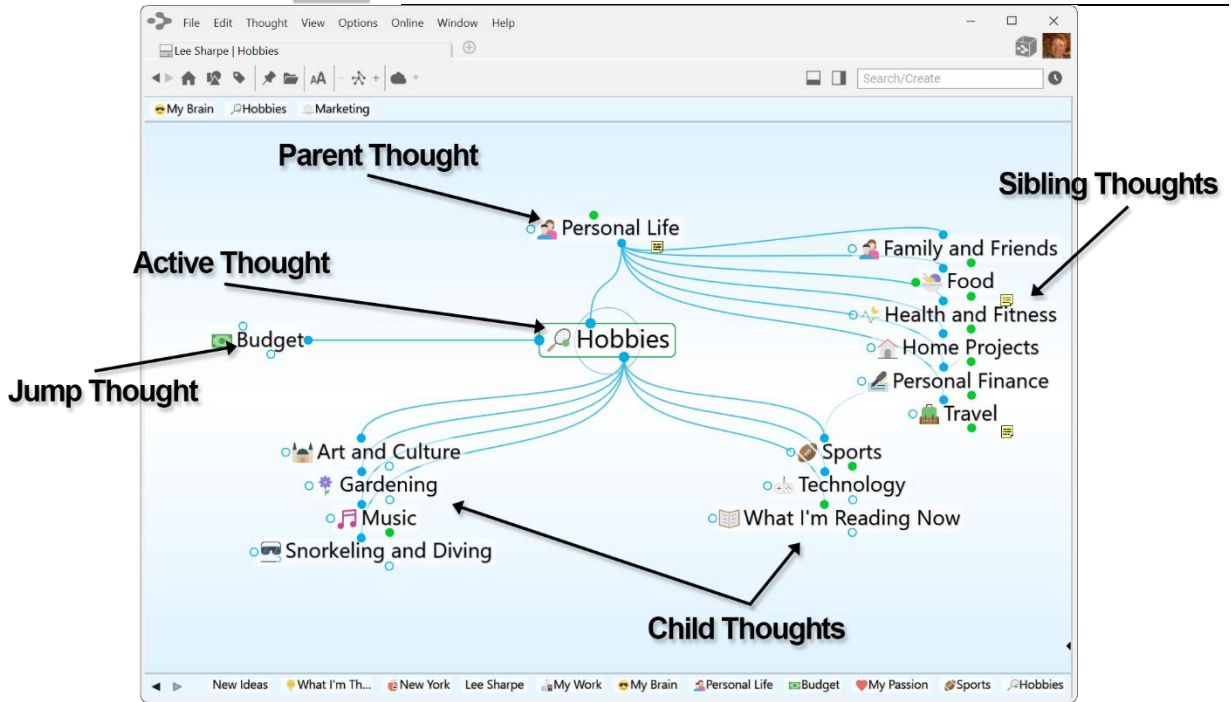 File Edit Thought View Options Online Window Help
Lee Sharpe | Hobbies
AA
Search/Create
My Brain Hobbies Marketing
Parent Thought
Sibling Thoughts
Personal Life
Family and Friends
Active Thought
Food
Health and Fitness
Budget
Hobbies
Home Projects
Jump Thought
Personal Finance
Travel
Art and Culture
Sports
Gardening
Technology
Music
What I'm Reading Now
Snorkeling and Diving
Child Thoughts
New Ideas What I'm Th... New York Lee Sharpe My Work My Brain Personal Life Budget My Passion Sports Hobbies